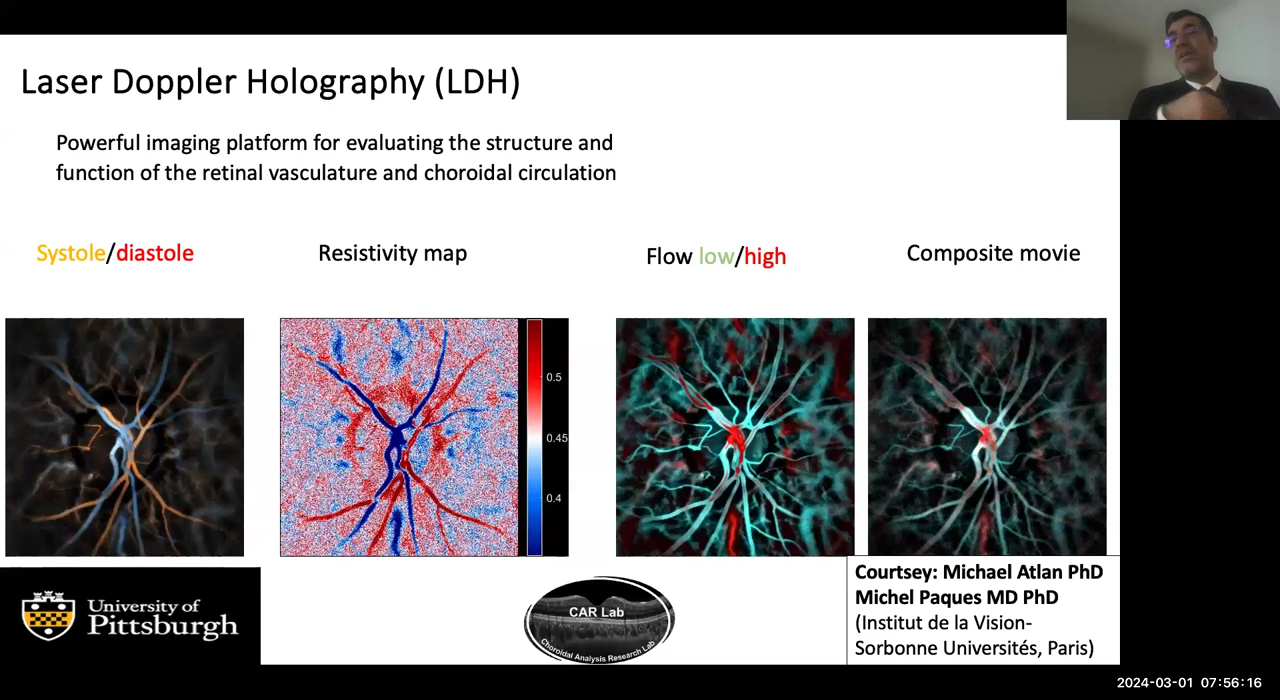 Laser Doppler Holography (LDH)
Powerful imaging platform for evaluating the structure and
function of the retinal vasculature and choroidal circulation
Systole/diastole
Resistivity map
Flow low/high
Composite movie
0.5
0.45
0.4
University of
Pittsburgh
CAR Lab
Choroidal Analysis Research Lab
Courtsey: Michael Atlan PhD
Michel Paques MD PhD
(Institut de la Vision-
Sorbonne Universités, Paris)
2024-03-01 07:56:16